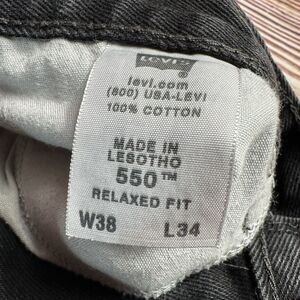 LEVI'S
levi.com
(800) USA-LEVI
100% COTTON
MADE IN
LESOTHO
550™
RELAXED FIT
W38 L34